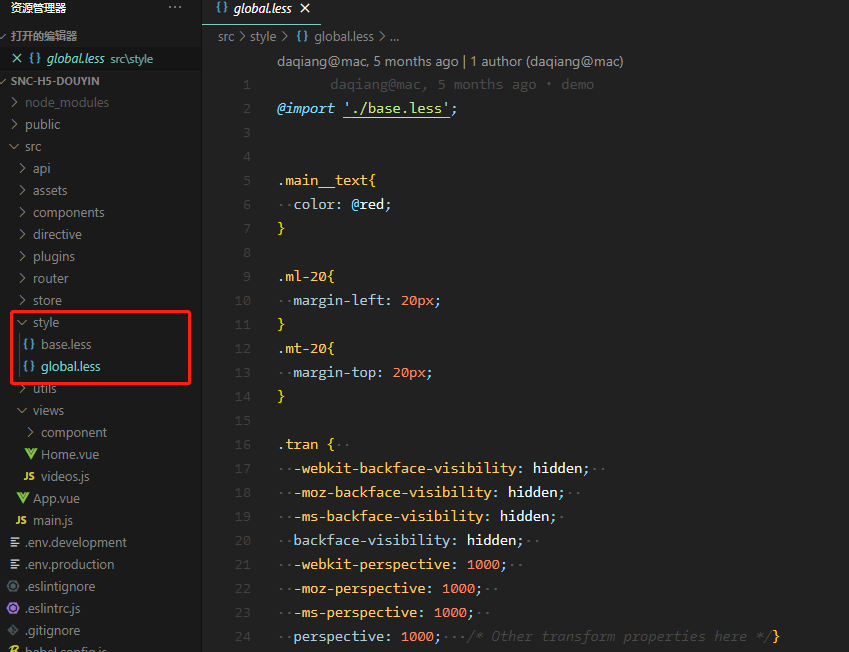 资源管理器
···
打开的编辑器
global.less src\style
SNC-H5-DOUYIN
node_modules
public
src
api
assets
components
directive
plugins
router
store
style
base.less
global.less
utils
views
component
Home.vue
JS videos.js
App.vue
JS main.js
.env.development
.env.production
.eslintignore
.eslintrc.js
.gitignore
babel.config.js
{} global.less ×
src > style > {} global.less > ...
daqiang@mac, 5 months ago | 1 author (daqiang@mac)
1 daqiang@mac, 5 months ago • demo
2 @import './base.less';
3
4
5 .main__text{
6 ··color: @red;
7 }
8
9 .ml-20{
10 ··margin-left: 20px;
11 }
12 .mt-20{
13 ··margin-top: 20px;
14 }
15
16 .tran {··
17 ··-webkit-backface-visibility: hidden;··
18 ··-moz-backface-visibility: hidden;··
19 ··-ms-backface-visibility: hidden;·
20 ··backface-visibility: hidden;··
21 ··-webkit-perspective: 1000;··
22 ··-moz-perspective: 1000;··
23 ··-ms-perspective: 1000;··
24 ··perspective: 1000;···/* Other transform properties here */}